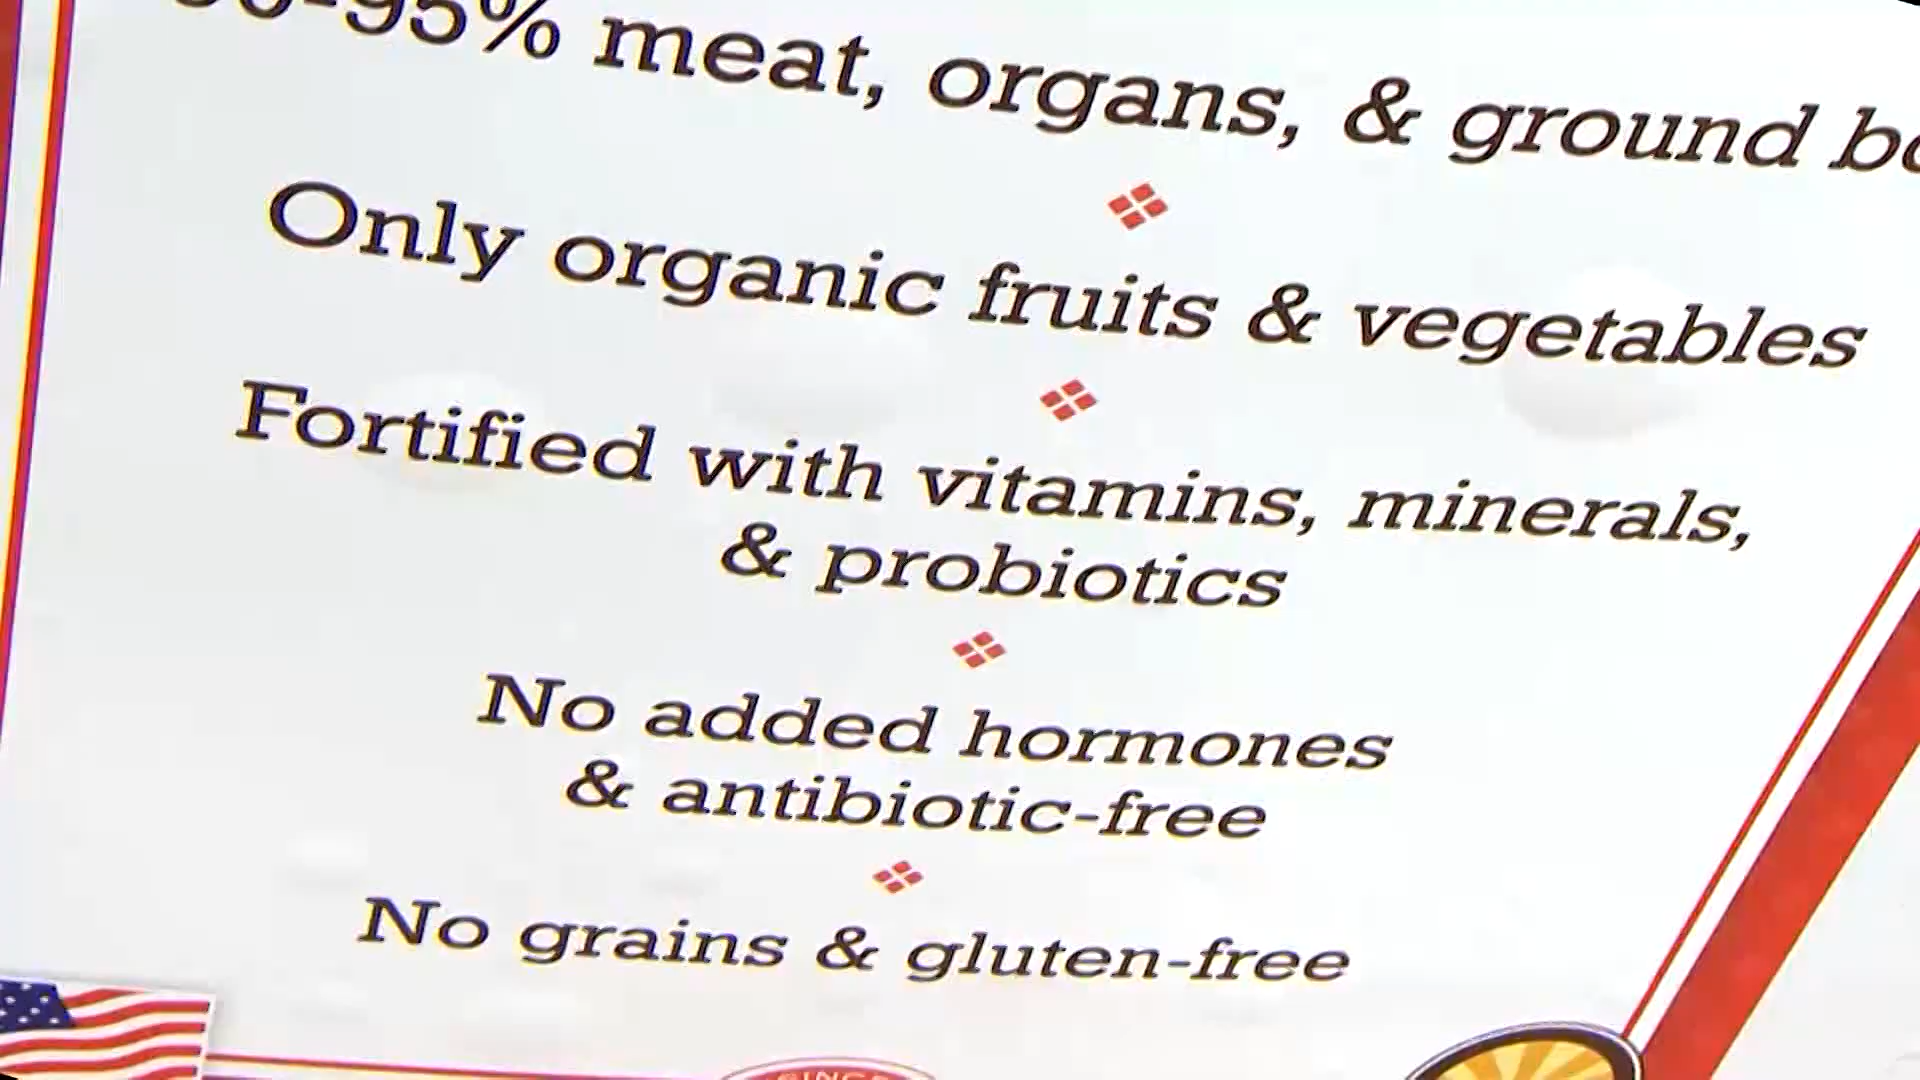 meat, organs, & ground
Only organic fruits & vegetables
Fortified with vitamins, minerals,
& probiotics
No added hormones
& antibiotic-free
No grains & gluten-free
SINCE